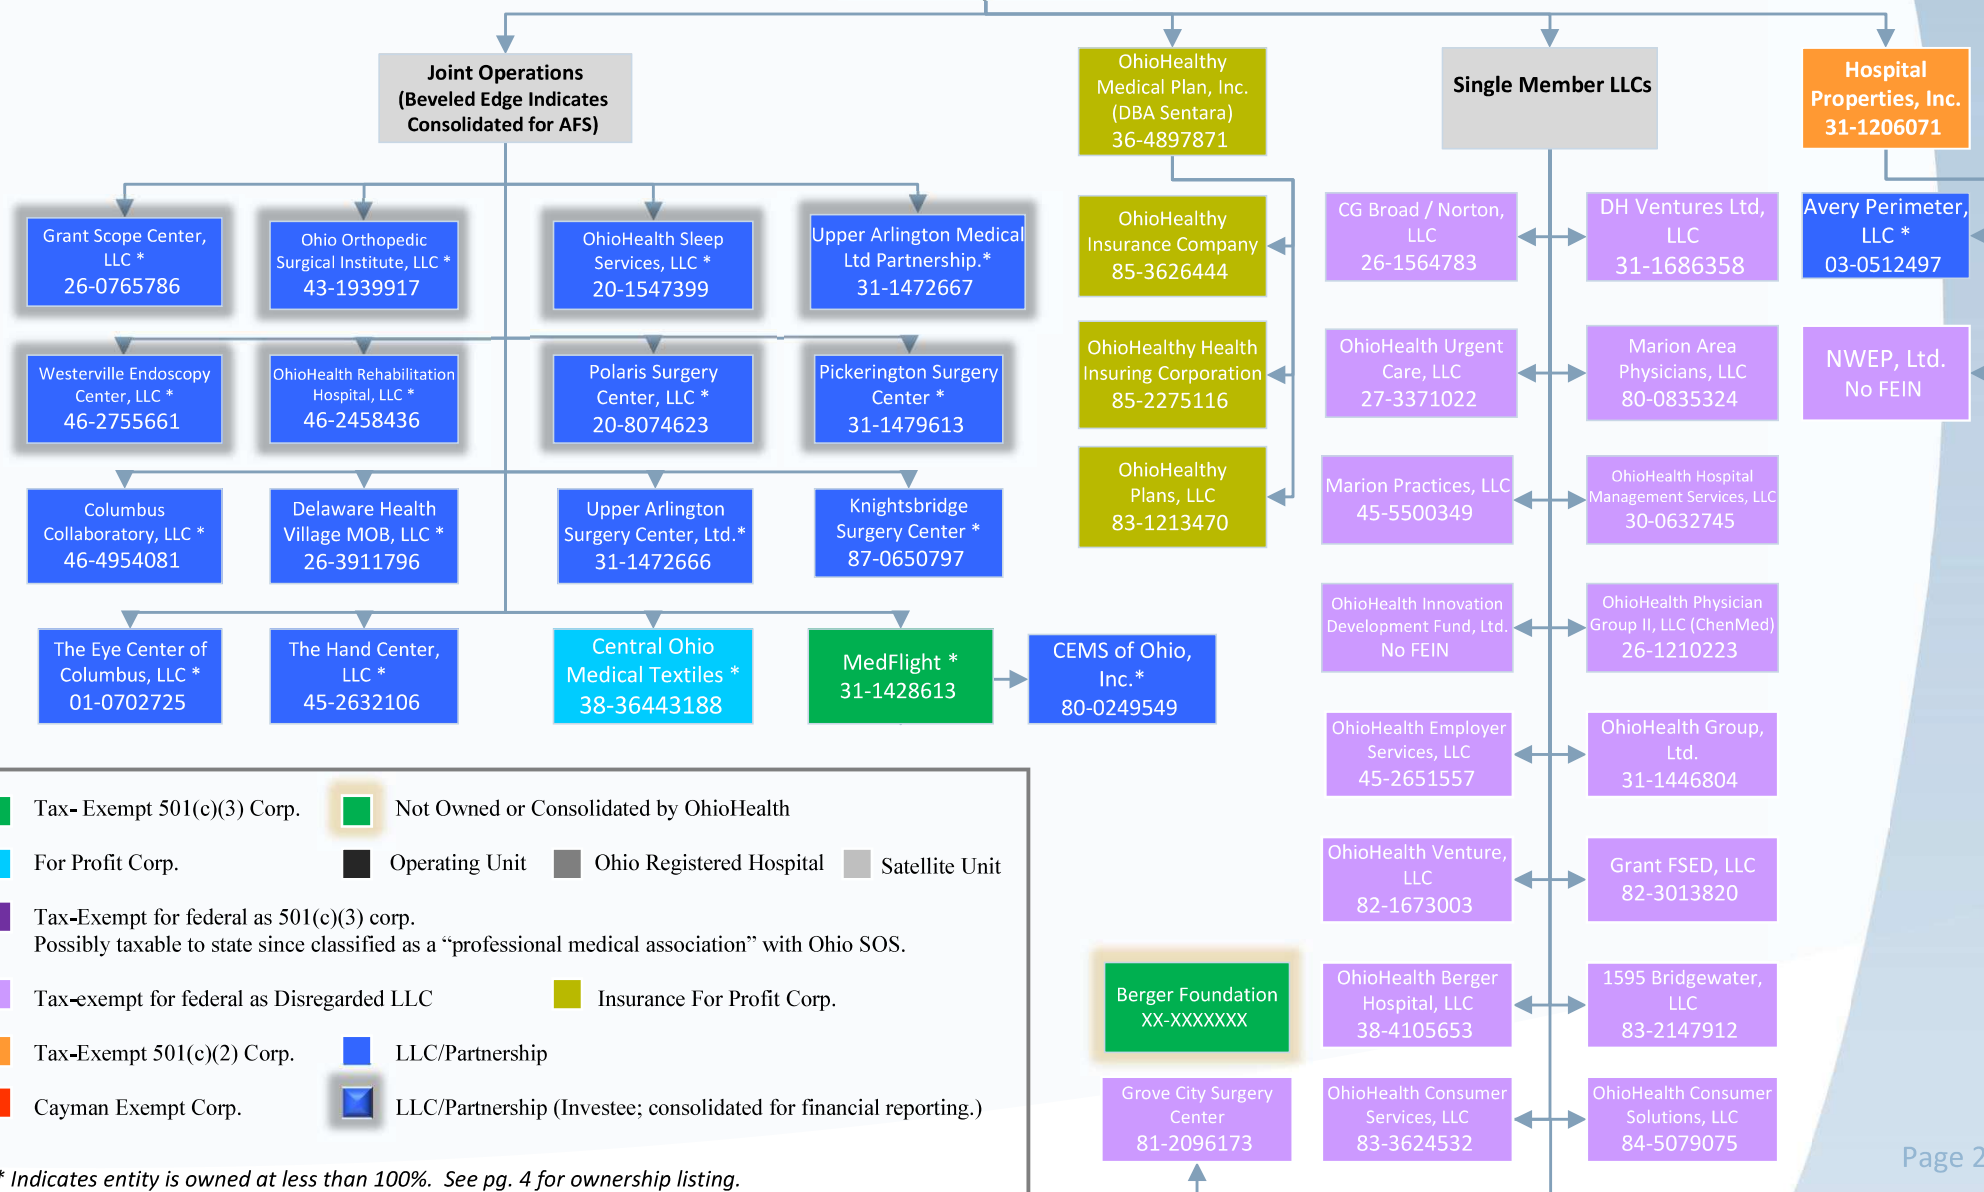 Joint Operations
(Beveled Edge Indicates
Consolidated for AFS)
OhioHealthy
Medical Plan, Inc.
(DBA Sentara)
36-4897871
Single Member LLCs
Hospital
Properties, Inc.
31-1206071
Grant Scope Center,
LLC *
26-0765786
Ohio Orthopedic
Surgical Institute, LLC *
43-1939917
OhioHealth Sleep
Services, LLC *
20-1547399
Upper Arlington Medical
Ltd Partnership.*
31-1472667
OhioHealthy
Insurance Company
85-3626444
CG Broad / Norton,
LLC
26-1564783
DH Ventures Ltd,
LLC
31-1686358
Avery Perimeter,
LLC *
03-0512497
Westerville Endoscopy
Center, LLC *
46-2755661
OhioHealth Rehabilitation
Hospital, LLC *
46-2458436
Polaris Surgery
Center, LLC *
20-8074623
Pickerington Surgery
Center *
31-1479613
OhioHealthy Health
Insuring Corporation
85-2275116
OhioHealth Urgent
Care, LLC
27-3371022
Marion Area
Physicians, LLC
80-0835324
NWEP, Ltd.
No FEIN
Columbus
Collaboratory, LLC *
46-4954081
Delaware Health
Village MOB, LLC *
26-3911796
Upper Arlington
Surgery Center, Ltd.*
31-1472666
Knightsbridge
Surgery Center *
87-0650797
OhioHealthy
Plans, LLC
83-1213470
Marion Practices, LLC
45-5500349
OhioHealth Hospital
Management Services, LLC
30-0632745
The Eye Center of
Columbus, LLC *
01-0702725
The Hand Center,
LLC *
45-2632106
Central Ohio
Medical Textiles *
38-36443188
MedFlight *
31-1428613
CEMS of Ohio,
Inc.*
80-0249549
OhioHealth Innovation
Development Fund, Ltd.
No FEIN
OhioHealth Physician
Group II, LLC (ChenMed)
26-1210223
OhioHealth Employer
Services, LLC
45-2651557
OhioHealth Group,
Ltd.
31-1446804
OhioHealth Venture,
LLC
82-1673003
Grant FSED, LLC
82-3013820
Berger Foundation
XX-XXXXXXX
OhioHealth Berger
Hospital, LLC
38-4105653
1595 Bridgewater,
LLC
83-2147912
Grove City Surgery
Center
81-2096173
OhioHealth Consumer
Services, LLC
83-3624532
OhioHealth Consumer
Solutions, LLC
84-5079075
Tax- Exempt 501(c)(3) Corp.
Not Owned or Consolidated by OhioHealth
For Profit Corp.
Operating Unit
Ohio Registered Hospital
Satellite Unit
Tax-Exempt for federal as 501(c)(3) corp.
Possibly taxable to state since classified as a “professional medical association” with Ohio SOS.
Tax-exempt for federal as Disregarded LLC
Insurance For Profit Corp.
Tax-Exempt 501(c)(2) Corp.
LLC/Partnership
Cayman Exempt Corp.
LLC/Partnership (Investee; consolidated for financial reporting.)
* Indicates entity is owned at less than 100%. See pg. 4 for ownership listing.
Page 2